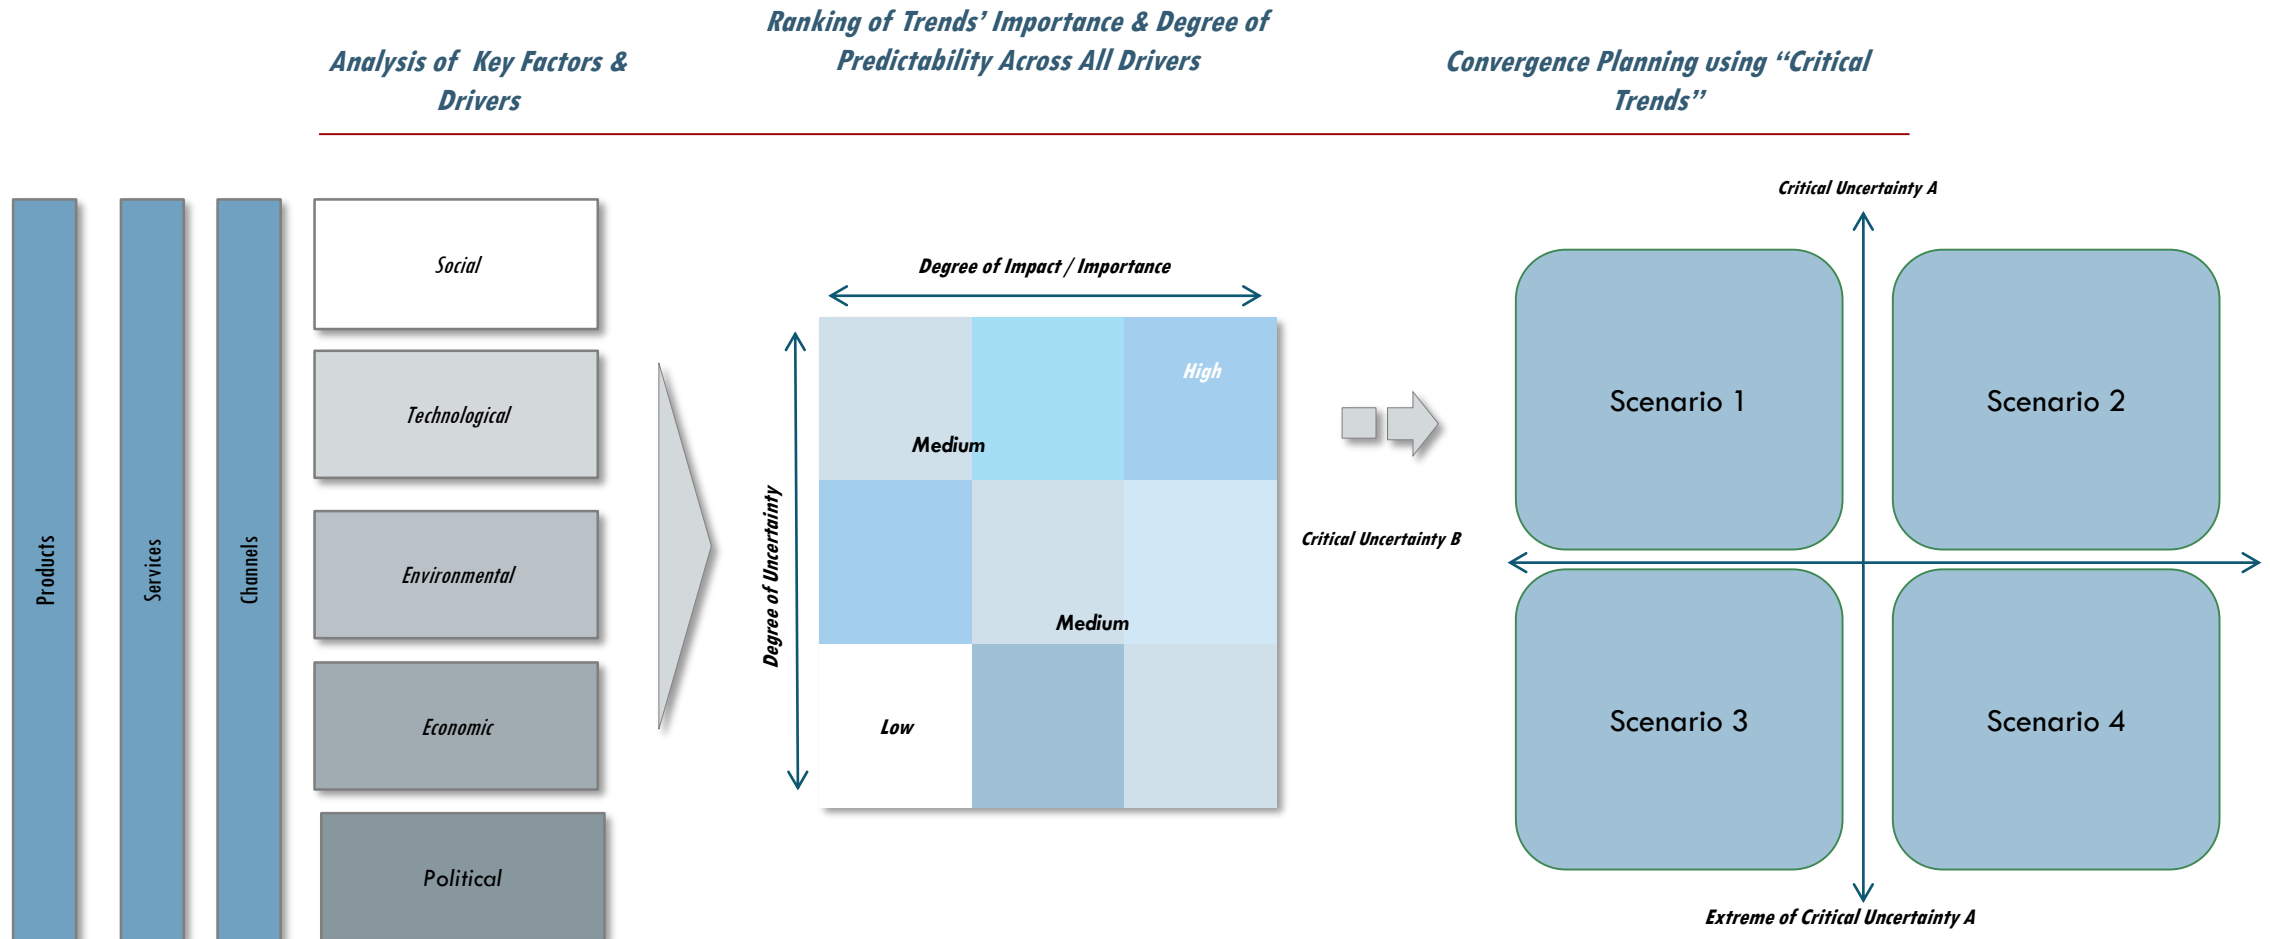 Ranking of Trends’ Importance & Degree of
Predictability Across All Drivers
Analysis of Key Factors &
Drivers
Convergence Planning using “Critical
Trends”
Products
Services
Channels
Social
Technological
Environmental
Economic
Political
Degree of Impact / Importance
Degree of Uncertainty
High
Medium
Medium
Low
Critical Uncertainty A
Critical Uncertainty B
Scenario 1
Scenario 2
Scenario 3
Scenario 4
Extreme of Critical Uncertainty A